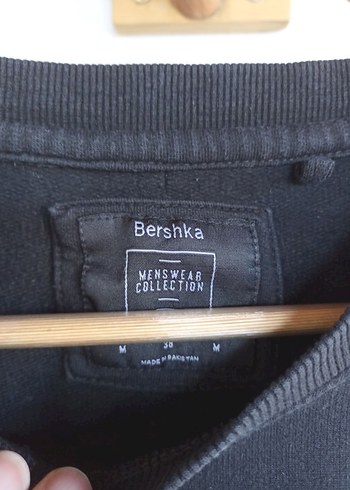 Bershka
MENSWEAR
COLLECTION
M 38 M
MADE IN PAKISTAN